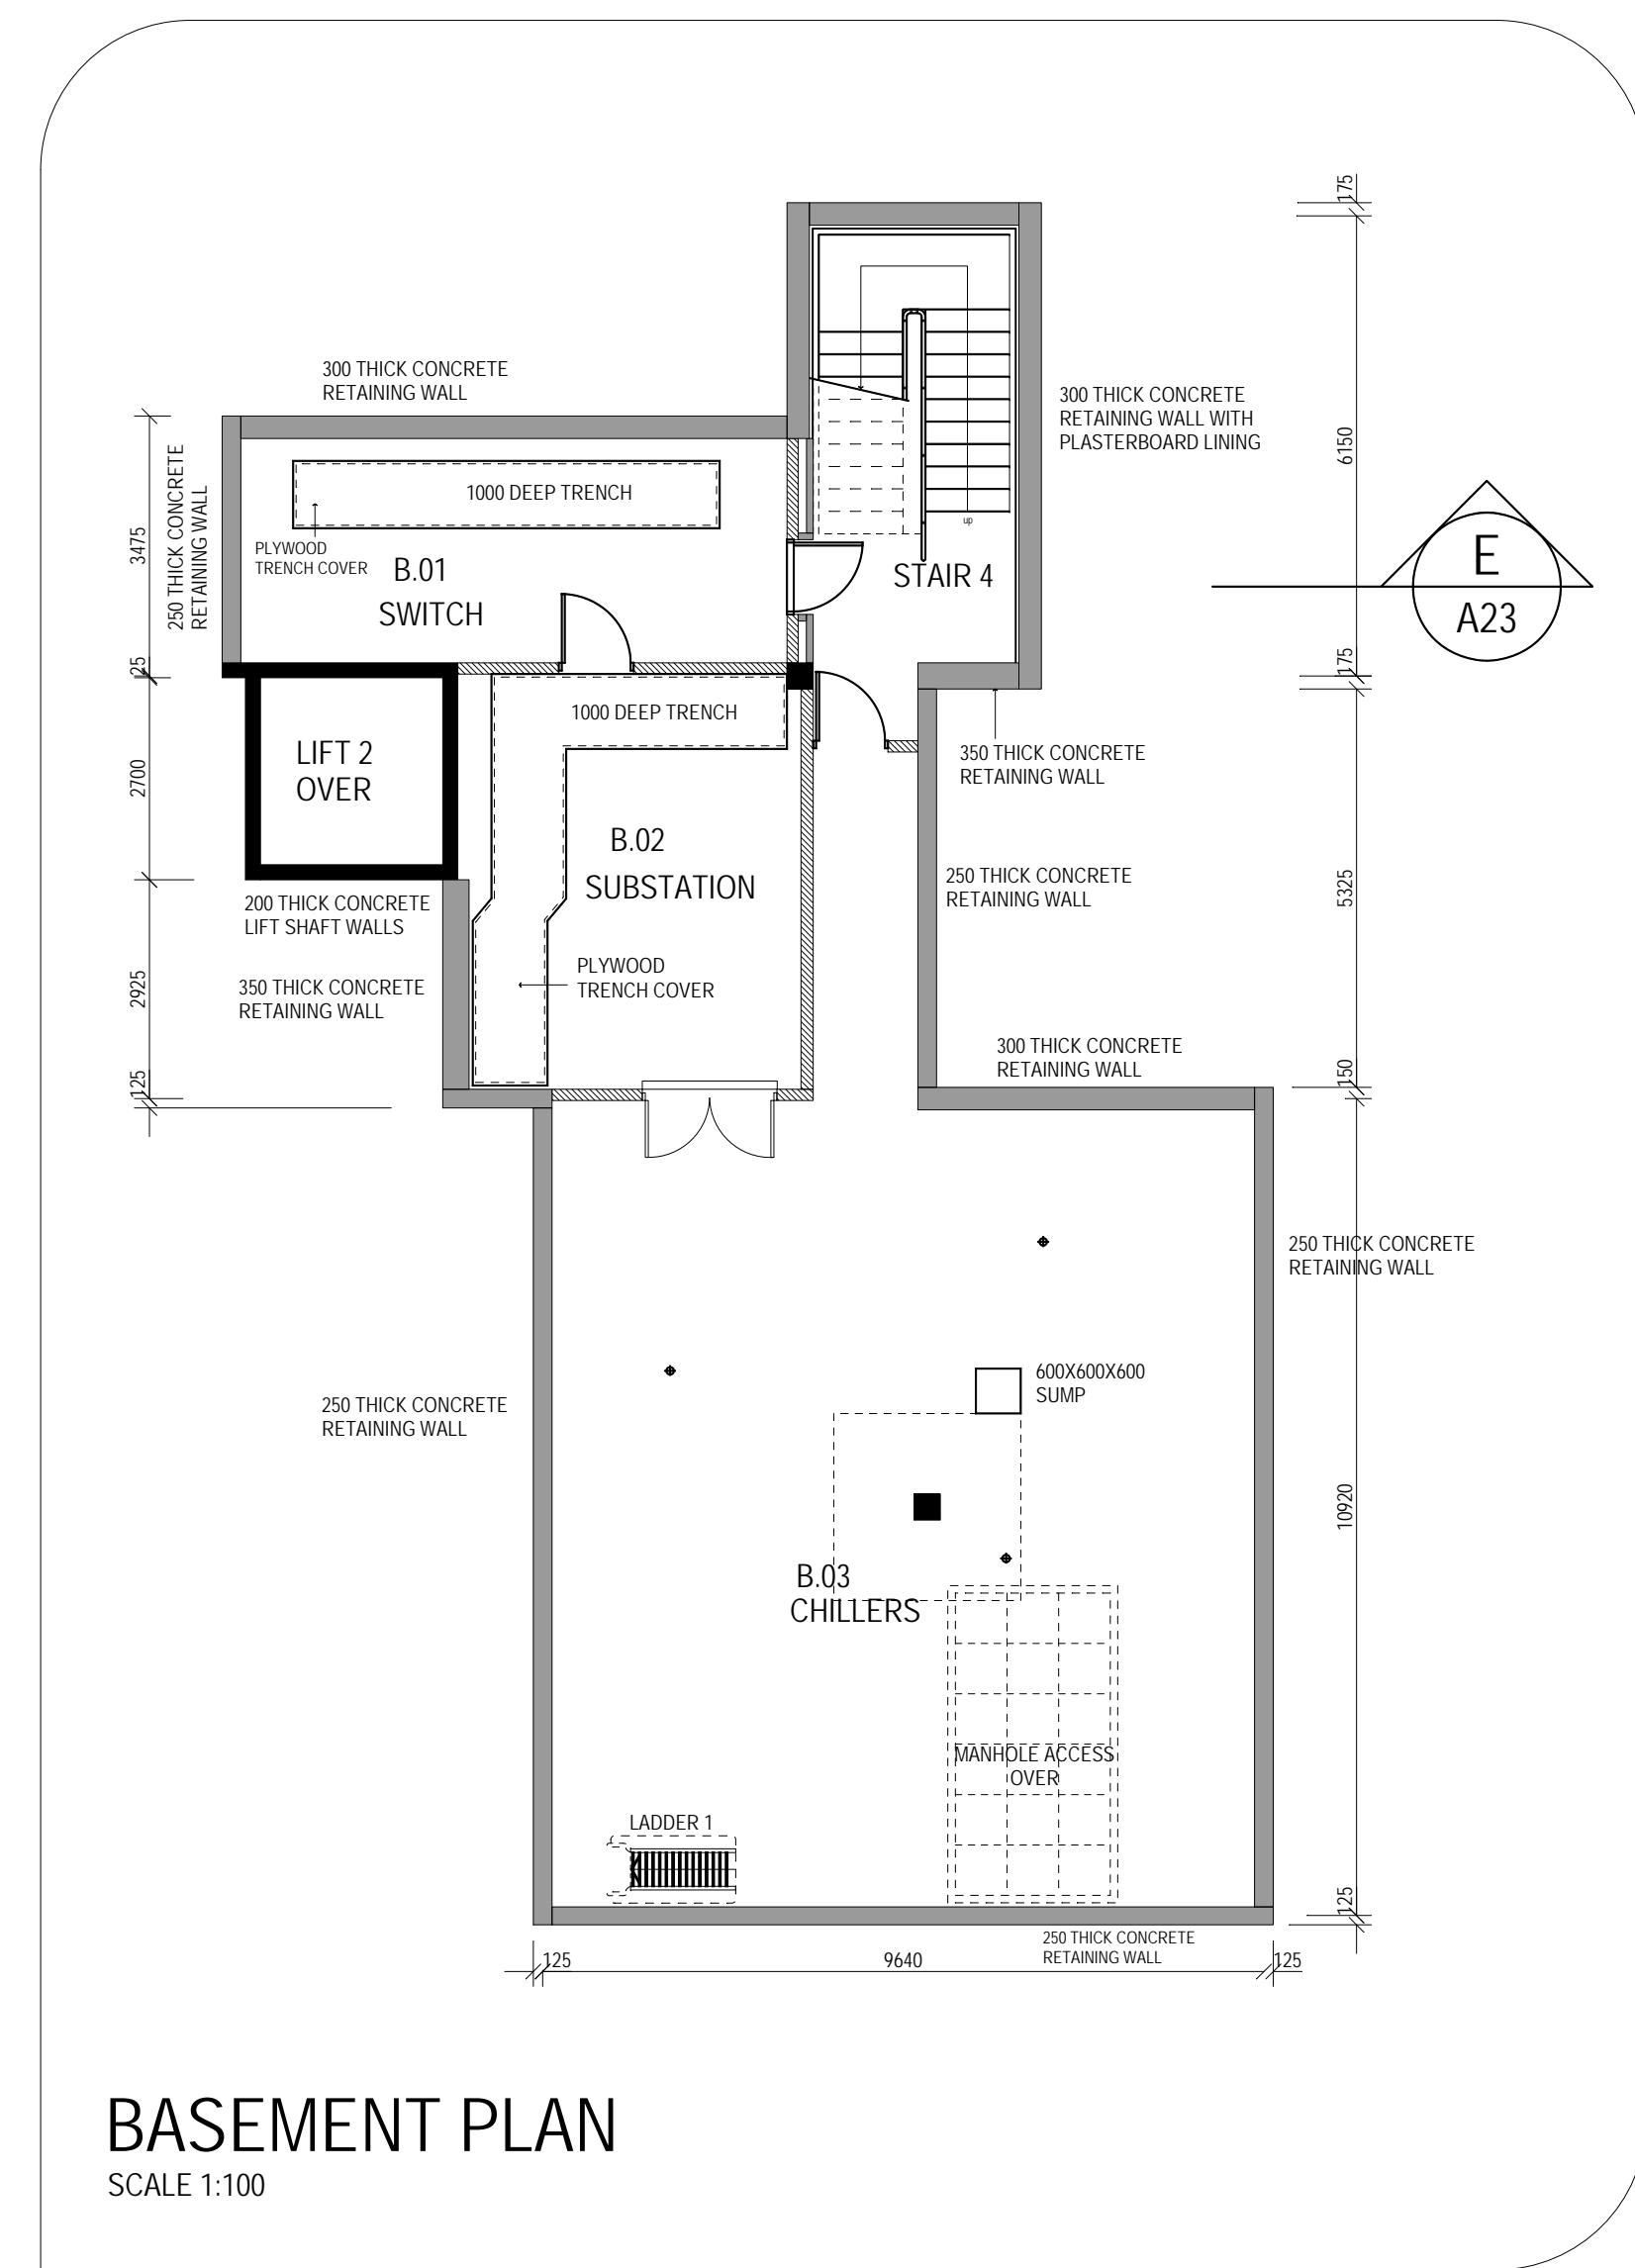 175
300 THICK CONCRETE
RETAINING WALL
300 THICK CONCRETE
RETAINING WALL WITH
PLASTERBOARD LINING
6150
250 THICK CONCRETE
RETAINING WALL
3475
1000 DEEP TRENCH
PLYWOOD
TRENCH COVER
B.01
SWITCH
up
STAIR 4
E
A23
25
175
1000 DEEP TRENCH
LIFT 2
OVER
2700
350 THICK CONCRETE
RETAINING WALL
B.02
SUBSTATION
250 THICK CONCRETE
RETAINING WALL
5325
200 THICK CONCRETE
LIFT SHAFT WALLS
PLYWOOD
TRENCH COVER
2925
350 THICK CONCRETE
RETAINING WALL
300 THICK CONCRETE
RETAINING WALL
125
150
250 THICK CONCRETE
RETAINING WALL
600X600X600
SUMP
250 THICK CONCRETE
RETAINING WALL
10920
B.03
CHILLERS
MANHOLE ACCESS
OVER
LADDER 1
125
250 THICK CONCRETE
RETAINING WALL
125
9640
125
BASEMENT PLAN
SCALE 1:100